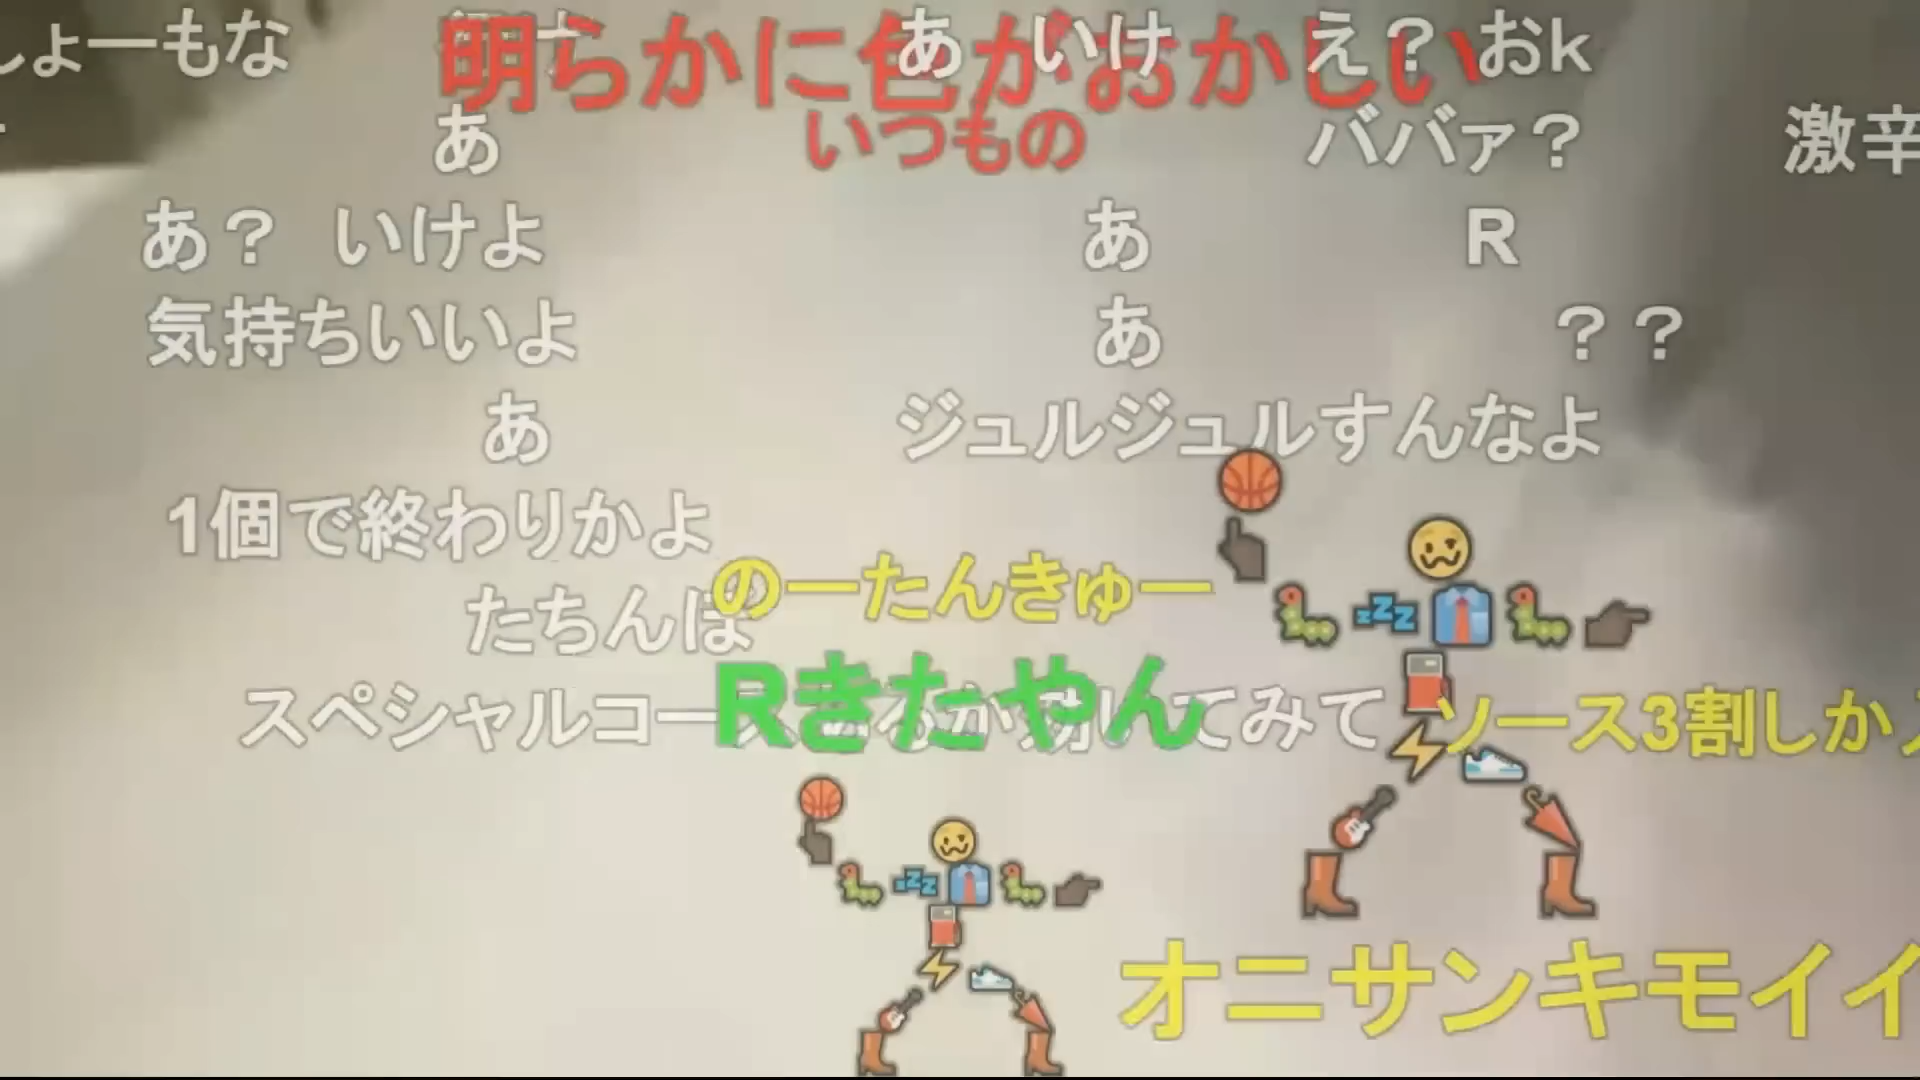 しょーもな
明らかに色がおかしい
あ いけ
え？ おk
あ
いつもの
ババァ？
激辛
あ？ いけよ
あ
R
気持ちいいよ
あ
？？
あ
ジュルジュルすんなよ
1個で終わりかよ
のーたんきゅー
たちんぼ
zzz
Rきたやん
スペシャルコー
てみて
ソース3割しか
zzz
オニサンキモイイ